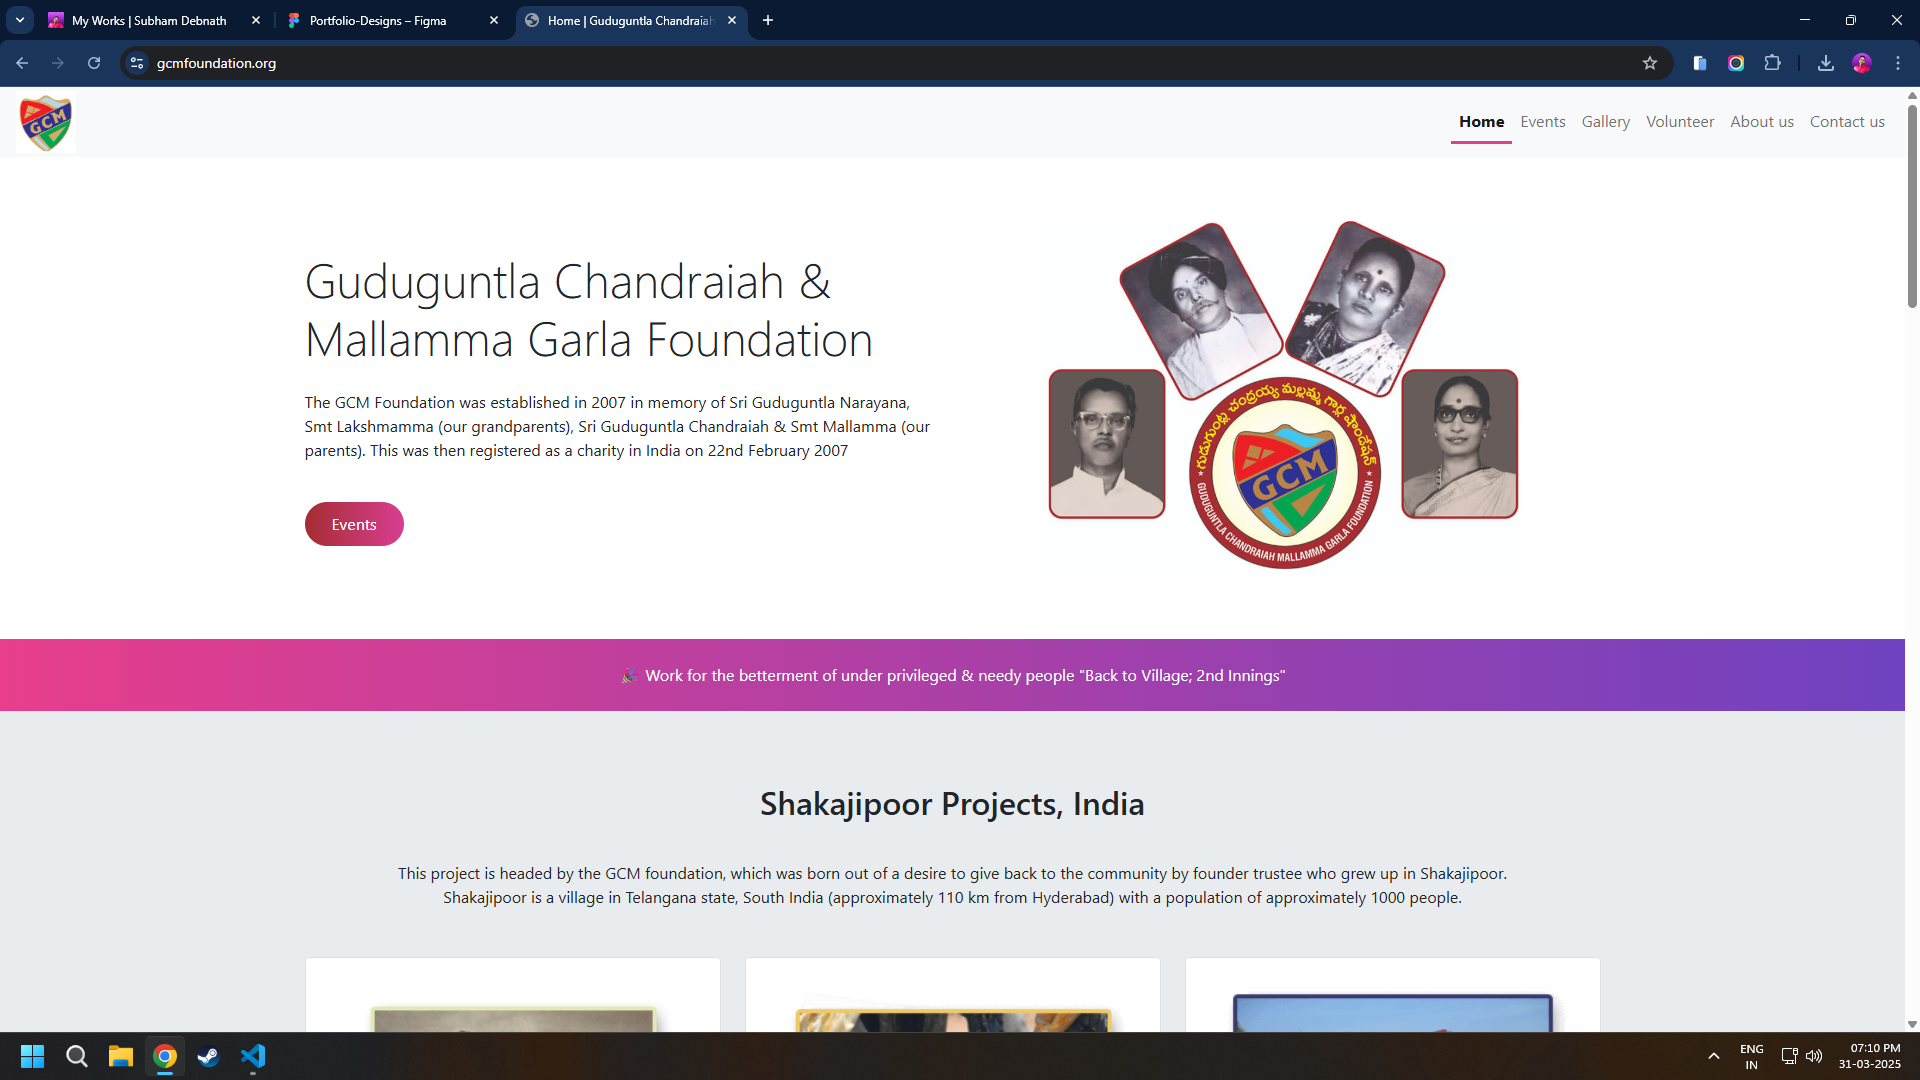 My Works | Subham Debnath
Portfolio-Designs – Figma
Home | Guduguntla Chandraiah
gcmfoundation.org
GCM
Home
Events
Gallery
Volunteer
About us
Contact us
Guduguntla Chandraiah &
Mallamma Garla Foundation
The GCM Foundation was established in 2007 in memory of Sri Guduguntla Narayana,
Smt Lakshmamma (our grandparents), Sri Guduguntla Chandraiah & Smt Mallamma (our
parents). This was then registered as a charity in India on 22nd February 2007
Events
గుడుగుంట్ల చంద్రయ్య మల్లమ్మ గార్ల ఫౌండేషన్
GCM
GUDUGUNTLA CHANDRAIAH MALLAMMA GARLA FOUNDATION
Work for the betterment of under privileged & needy people "Back to Village; 2nd Innings"
Shakajipoor Projects, India
This project is headed by the GCM foundation, which was born out of a desire to give back to the community by founder trustee who grew up in Shakajipoor.
Shakajipoor is a village in Telangana state, South India (approximately 110 km from Hyderabad) with a population of approximately 1000 people.
ENG
IN
07:10 PM
31-03-2025